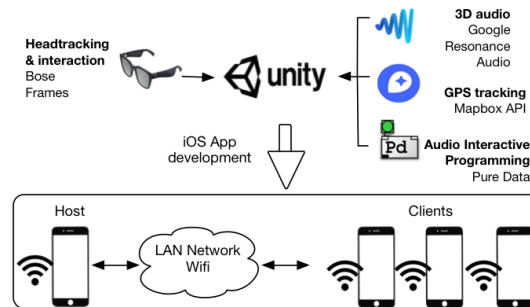 Headtracking
& interaction
Bose
Frames
unity
3D audio
Google
Resonance
Audio
GPS tracking
Mapbox API
Pd
Audio Interactive
Programming
Pure Data
iOS App
development
Host
LAN Network
Wifi
Clients